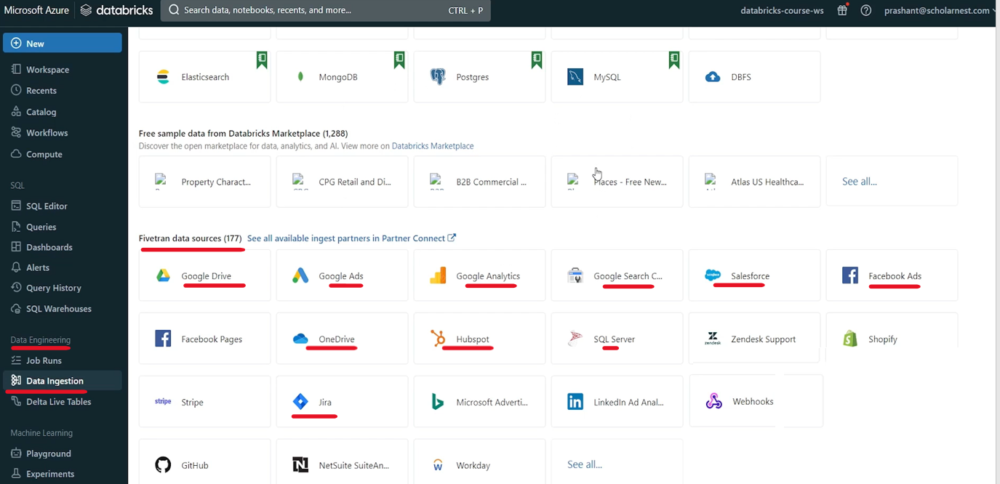 Microsoft Azure databricks Search data, notebooks, recents, and more... CTRL + P databricks-course-ws prashant@scholarnest.com
New
Workspace
Recents
Catalog
Workflows
Compute
SQL
SQL Editor
Queries
Dashboards
Alerts
Query History
SQL Warehouses
Data Engineering
Job Runs
Data Ingestion
Delta Live Tables
Machine Learning
Playground
Experiments
Elasticsearch MongoDB Postgres MySQL DBFS
Free sample data from Databricks Marketplace (1,288)
Discover the open marketplace for data, analytics, and AI. View more on Databricks Marketplace
Property Charact... CPG Retail and Di... B2B Commercial ... Places - Free New... Atlas US Healthca... See all...
Fivetran data sources (177) See all available ingest partners in Partner Connect
Google Drive Google Ads Google Analytics Google Search C... Salesforce Facebook Ads
Facebook Pages OneDrive Hubspot SQL Server zendesk Zendesk Support Shopify
stripe Stripe Jira Microsoft Adverti... LinkedIn Ad Anal... Webhooks
GitHub NetSuite SuiteAn... Workday See all...